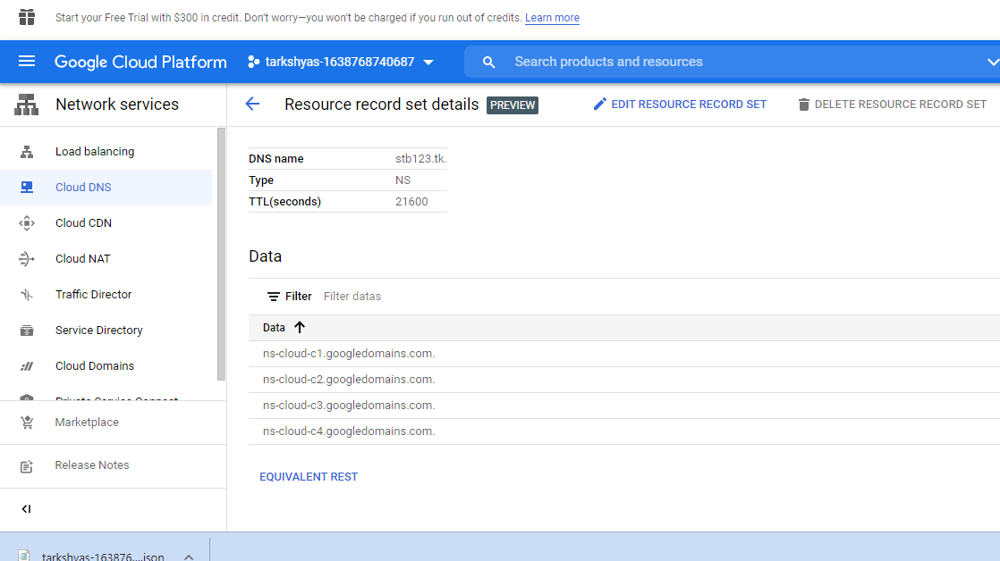 Start your Free Trial with $300 in credit. Don't worry—you won't be charged if you run out of credits. Learn more
Google Cloud Platform
tarkshyas-1638768740687
Search products and resources
Network services
Resource record set details PREVIEW
EDIT RESOURCE RECORD SET
DELETE RESOURCE RECORD SET
Load balancing
Cloud DNS
Cloud CDN
Cloud NAT
Traffic Director
Service Directory
Cloud Domains
Private Service Connect
Marketplace
Release Notes
DNS name stb123.tk.
Type NS
TTL(seconds) 21600
Data
Filter Filter datas
Data
ns-cloud-c1.googledomains.com.
ns-cloud-c2.googledomains.com.
ns-cloud-c3.googledomains.com.
ns-cloud-c4.googledomains.com.
EQUIVALENT REST
tarkshyas-163876....json